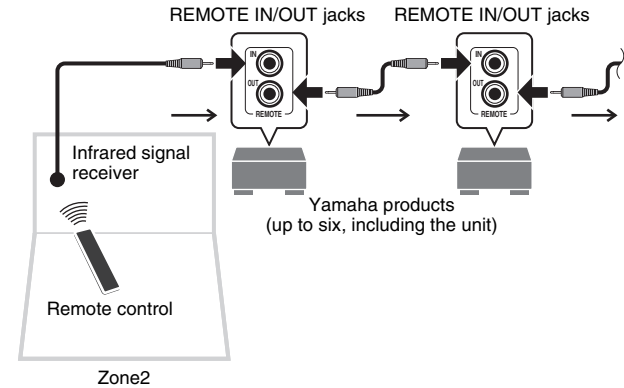 REMOTE IN/OUT jacks
REMOTE IN/OUT jacks
IN
OUT
REMOTE
IN
OUT
REMOTE
Infrared signal
receiver
Yamaha products
(up to six, including the unit)
Remote control
Zone2